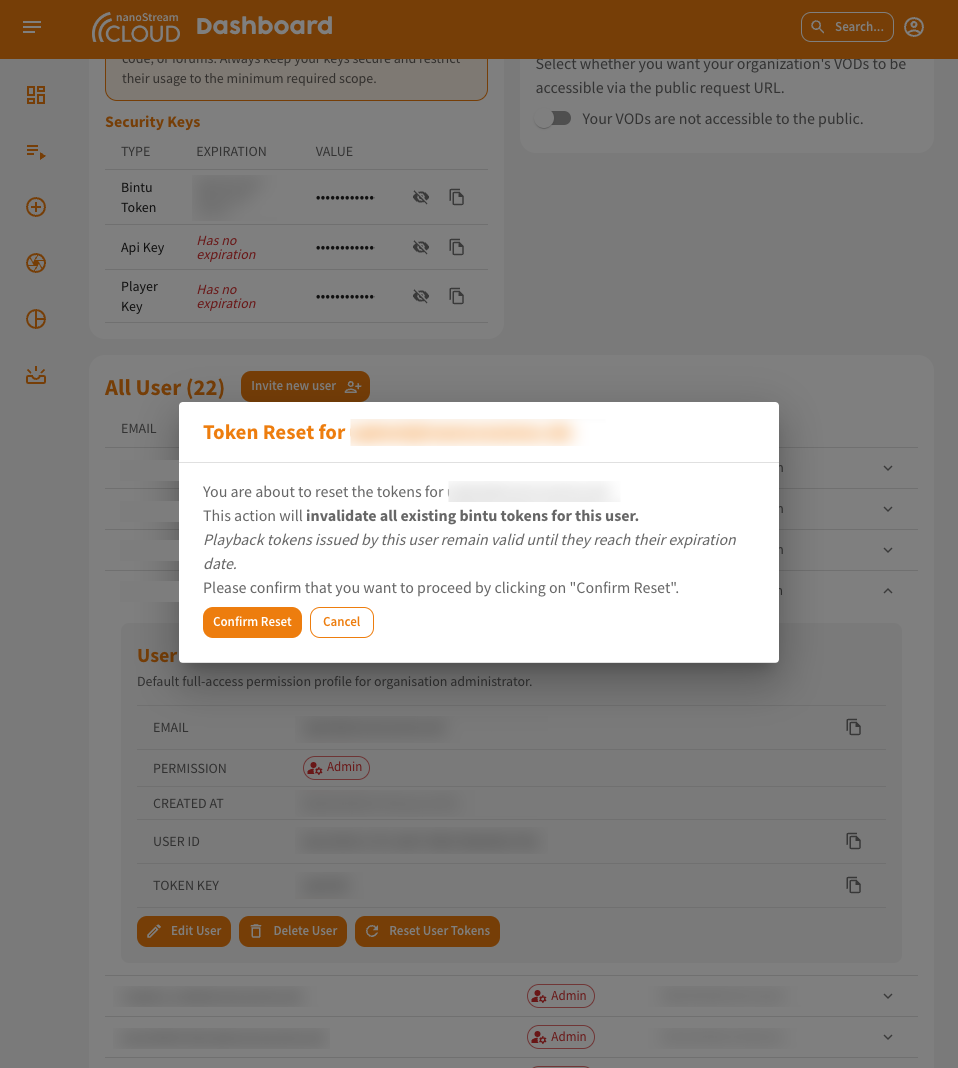 nanoStream
CLOUD
Dashboard
Search...
code, or forums. Always keep your keys secure and restrict
their usage to the minimum required scope.
Select whether you want your organization's VODs to be
accessible via the public request URL.
Your VODs are not accessible to the public.
Security Keys
TYPE EXPIRATION VALUE
Bintu
Token
••••••••••••
Api Key
Has no
expiration
••••••••••••
Player
Key
Has no
expiration
••••••••••••
All User (22)
Invite new user
EMAIL
Token Reset for
You are about to reset the tokens for
This action will invalidate all existing bintu tokens for this user.
Playback tokens issued by this user remain valid until they reach their expiration
date.
Please confirm that you want to proceed by clicking on "Confirm Reset".
Confirm Reset Cancel
User
Default full-access permission profile for organisation administrator.
EMAIL
PERMISSION Admin
CREATED AT
USER ID
TOKEN KEY
Edit User Delete User Reset User Tokens
Admin
Admin